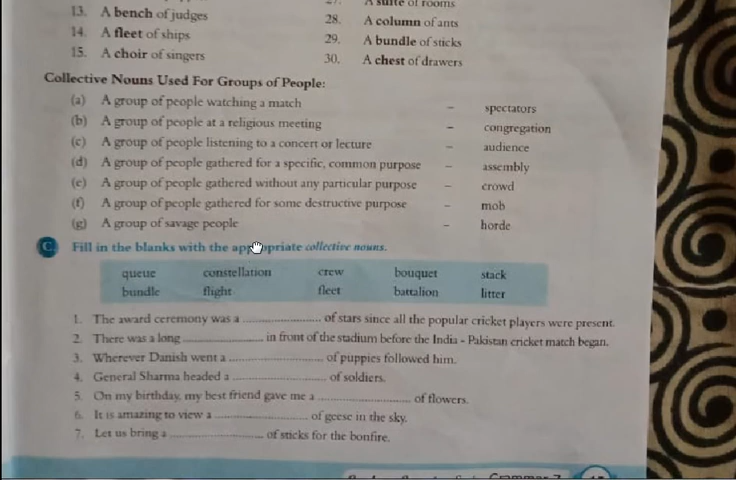 A suite of rooms
13. A bench of judges
28. A column of ants
14. A fleet of ships
29. A bundle of sticks
15. A choir of singers
30. A chest of drawers
Collective Nouns Used For Groups of People:
(a) A group of people watching a match – spectators
(b) A group of people at a religious meeting – congregation
(c) A group of people listening to a concert or lecture – audience
(d) A group of people gathered for a specific, common purpose – assembly
(e) A group of people gathered without any particular purpose – crowd
(f) A group of people gathered for some destructive purpose – mob
(g) A group of savage people – horde
C. Fill in the blanks with the appropriate collective nouns.
queue constellation crew bouquet stack
bundle flight fleet battalion litter
1. The award ceremony was a ........................ of stars since all the popular cricket players were present.
2. There was a long ........................ in front of the stadium before the India - Pakistan cricket match began.
3. Wherever Danish went a ........................ of puppies followed him.
4. General Sharma headed a ........................ of soldiers.
5. On my birthday, my best friend gave me a ........................ of flowers.
6. It is amazing to view a ........................ of geese in the sky.
7. Let us bring a ........................ of sticks for the bonfire.
Grammar-7